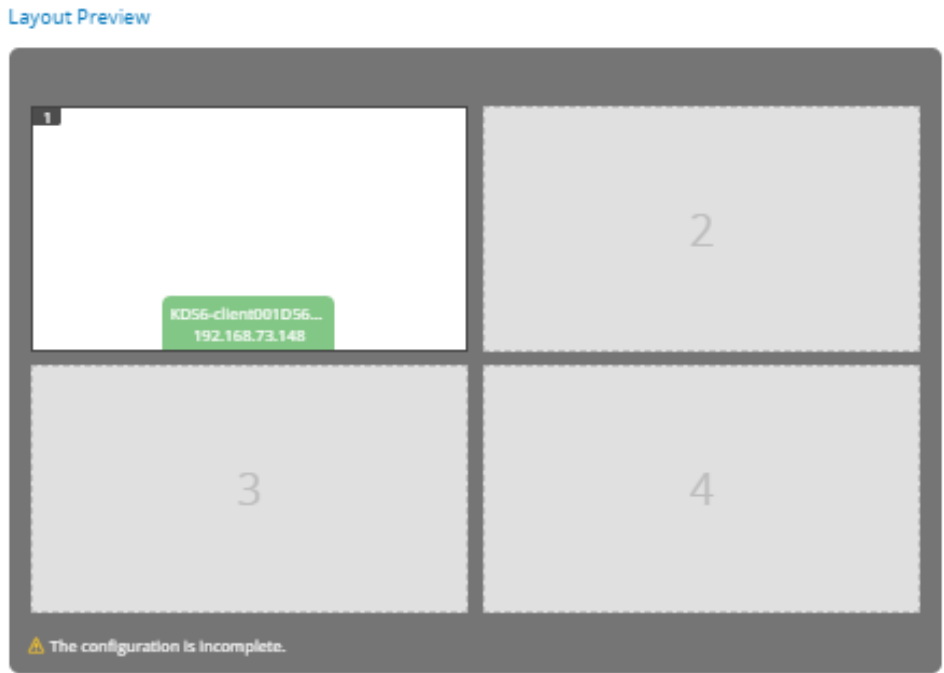 Layout Preview
1
KDS6-client001D56...
192.168.73.148
2
3
4
The configuration is incomplete.